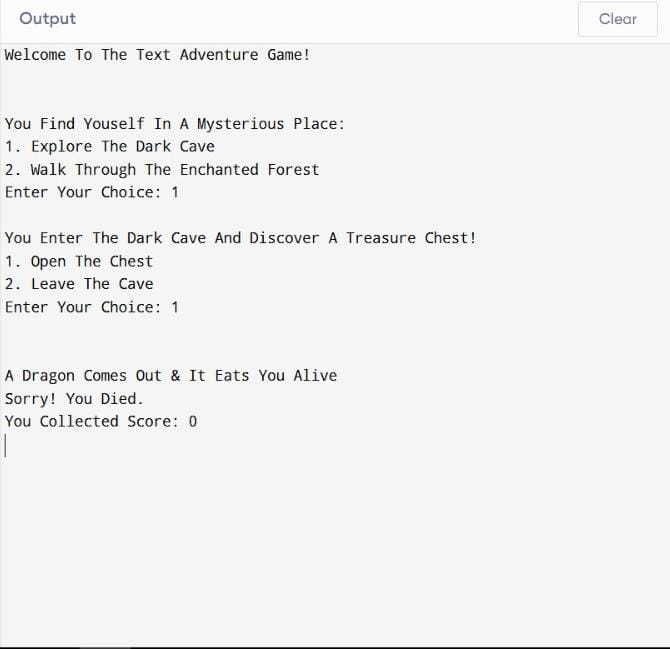 Output
Clear
Welcome To The Text Adventure Game!
You Find Youself In A Mysterious Place:
1. Explore The Dark Cave
2. Walk Through The Enchanted Forest
Enter Your Choice: 1
You Enter The Dark Cave And Discover A Treasure Chest!
1. Open The Chest
2. Leave The Cave
Enter Your Choice: 1
A Dragon Comes Out & It Eats You Alive
Sorry! You Died.
You Collected Score: 0